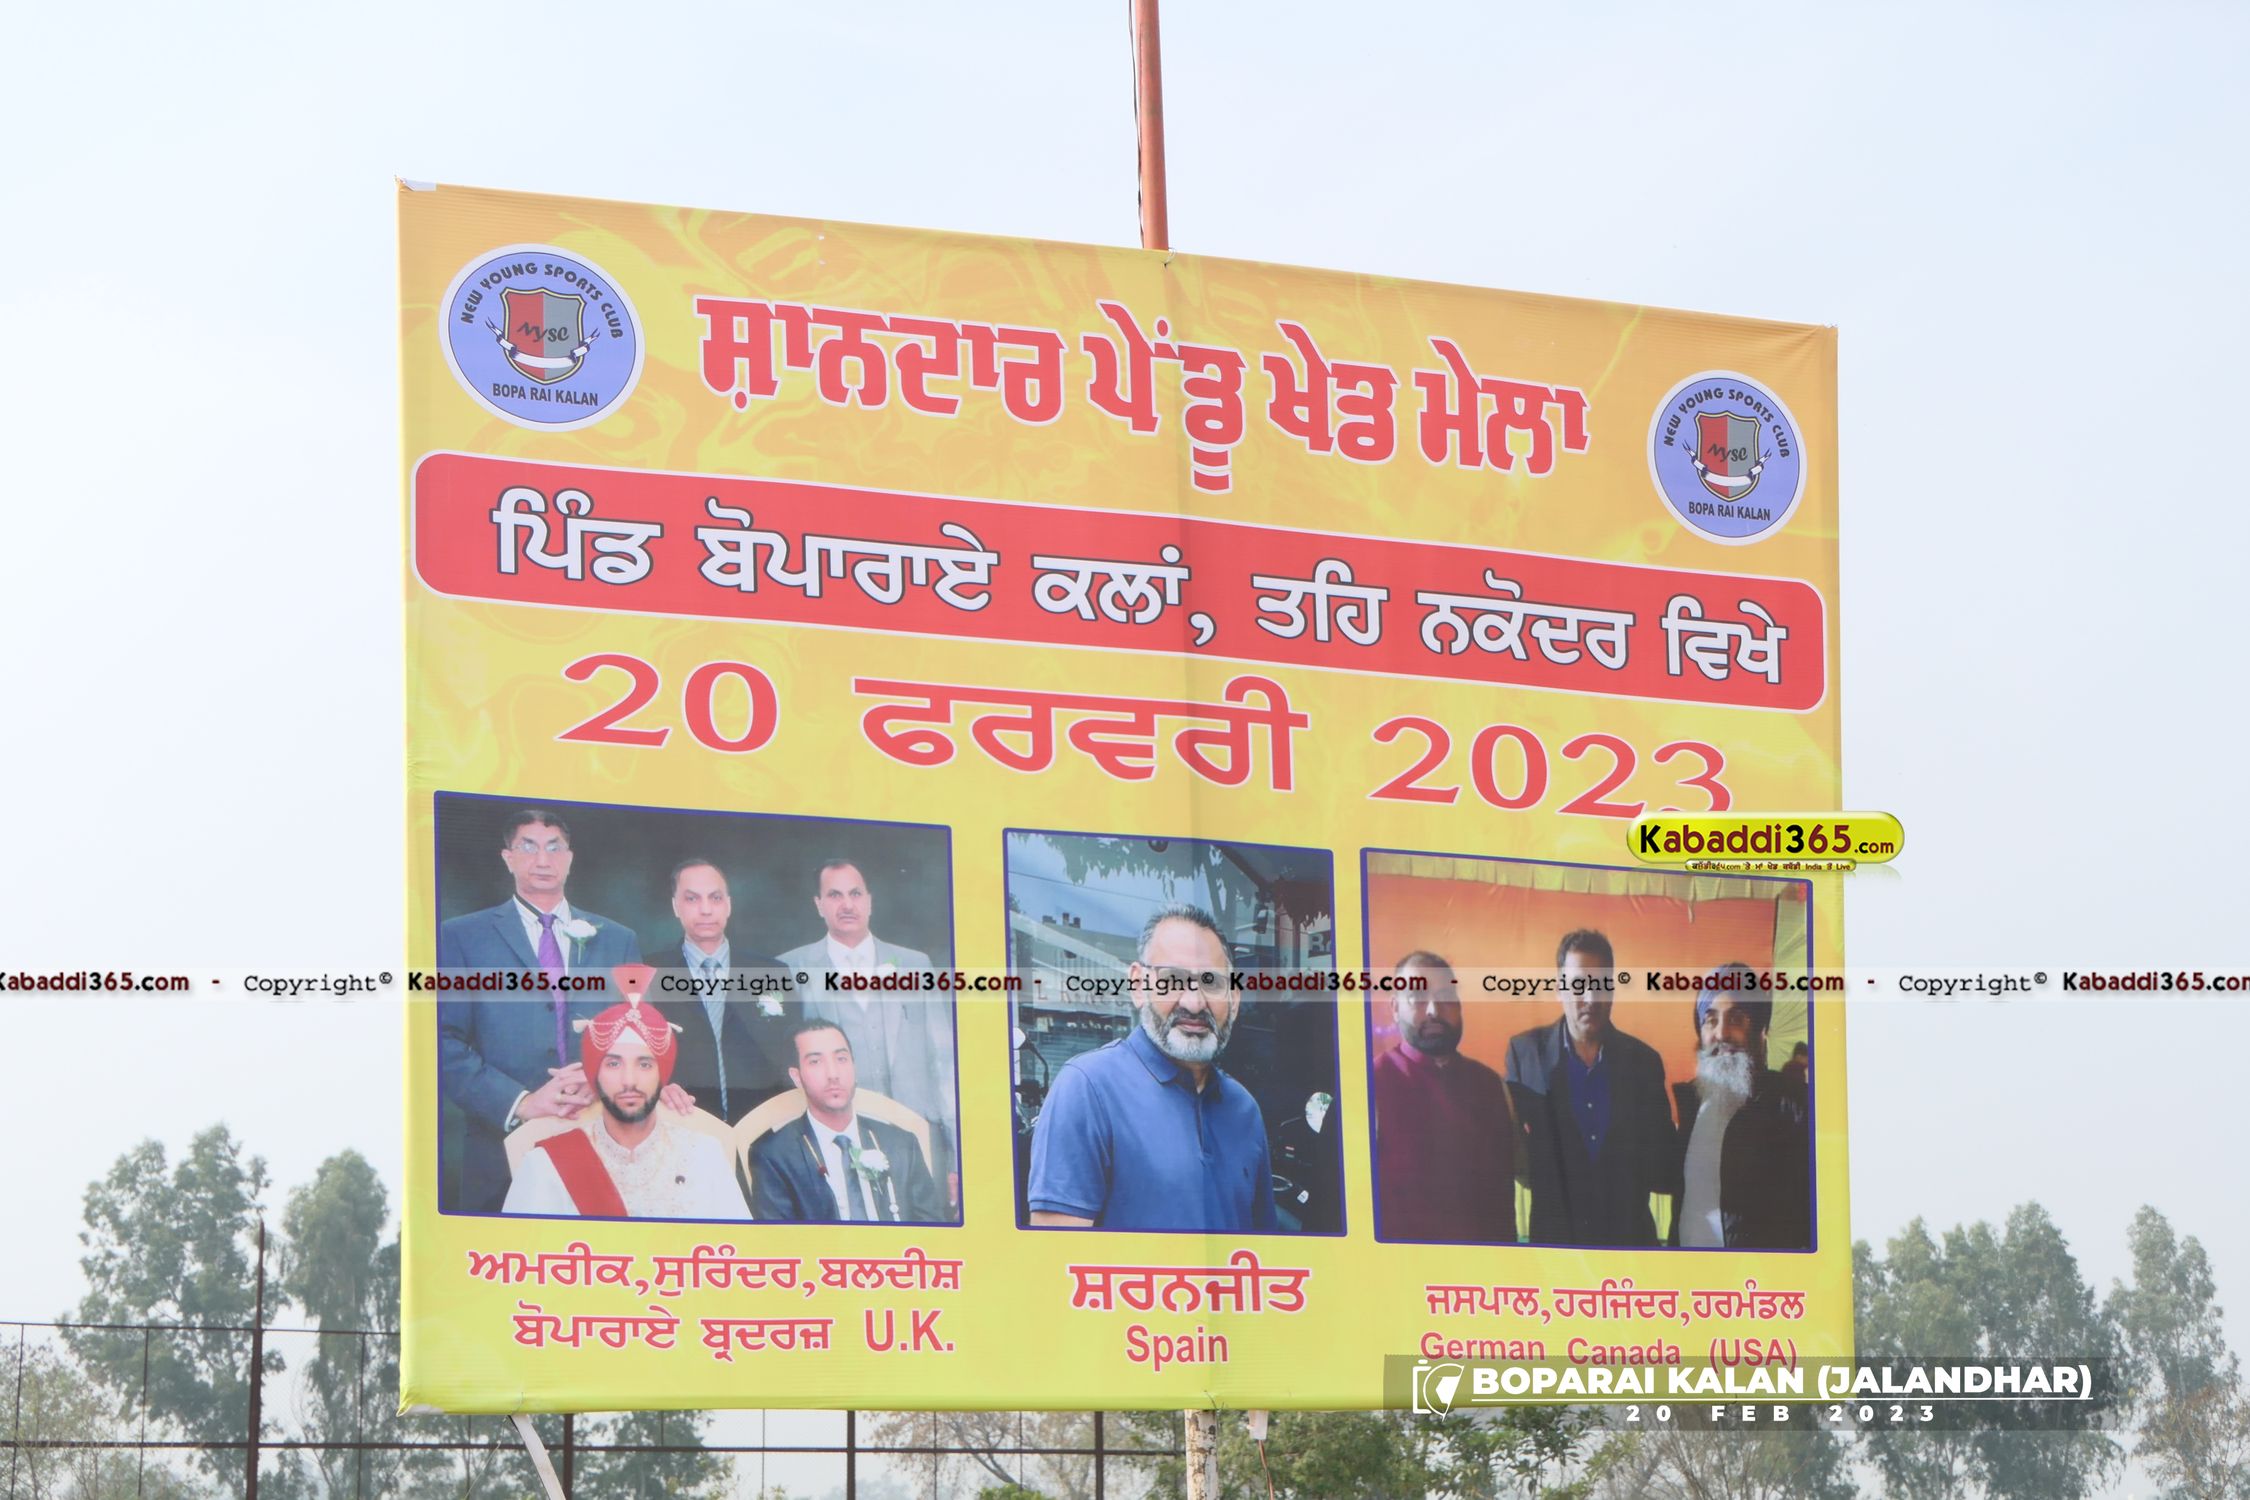 NEW YOUNG SPORTS CLUB
NYSC
BOPA RAI KALAN
ਸ਼ਾਨਦਾਰ ਪੇਂਡੂ ਖੇਡ ਮੇਲਾ
NEW YOUNG SPORTS CLUB
NYSC
BOPA RAI KALAN
ਪਿੰਡ ਬੋਪਾਰਾਏ ਕਲਾਂ, ਤਹਿ ਨਕੋਦਰ ਵਿਖੇ
20 ਫਰਵਰੀ 2023
Kabaddi365.com
Kabaddi365.com - Copyright© Kabaddi365.com - Copyright© Kabaddi365.com - Copyright© Kabaddi365.com - Copyright© Kabaddi365.com - Copyright© Kabaddi365.com
ਅਮਰੀਕ,ਸੁਰਿੰਦਰ,ਬਲਦੀਸ਼
ਬੋਪਾਰਾਏ ਬ੍ਰਦਰਜ਼ U.K.
ਸ਼ਰਨਜੀਤ
Spain
ਜਸਪਾਲ,ਹਰਜਿੰਦਰ,ਹਰਮੰਡਲ
German Canada (USA)
BOPARAI KALAN (JALANDHAR)
20 FEB 2023